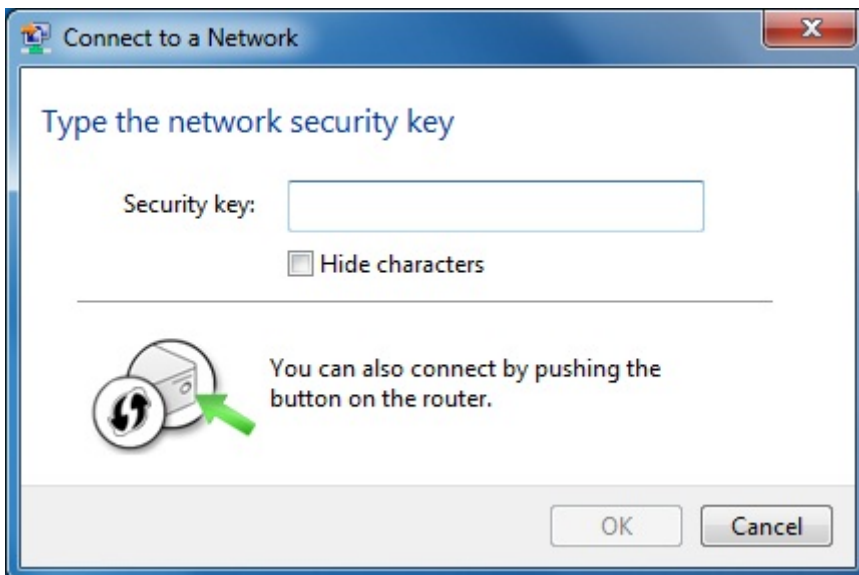 Connect to a Network
Type the network security key
Security key:
Hide characters
You can also connect by pushing the
button on the router.
OK
Cancel